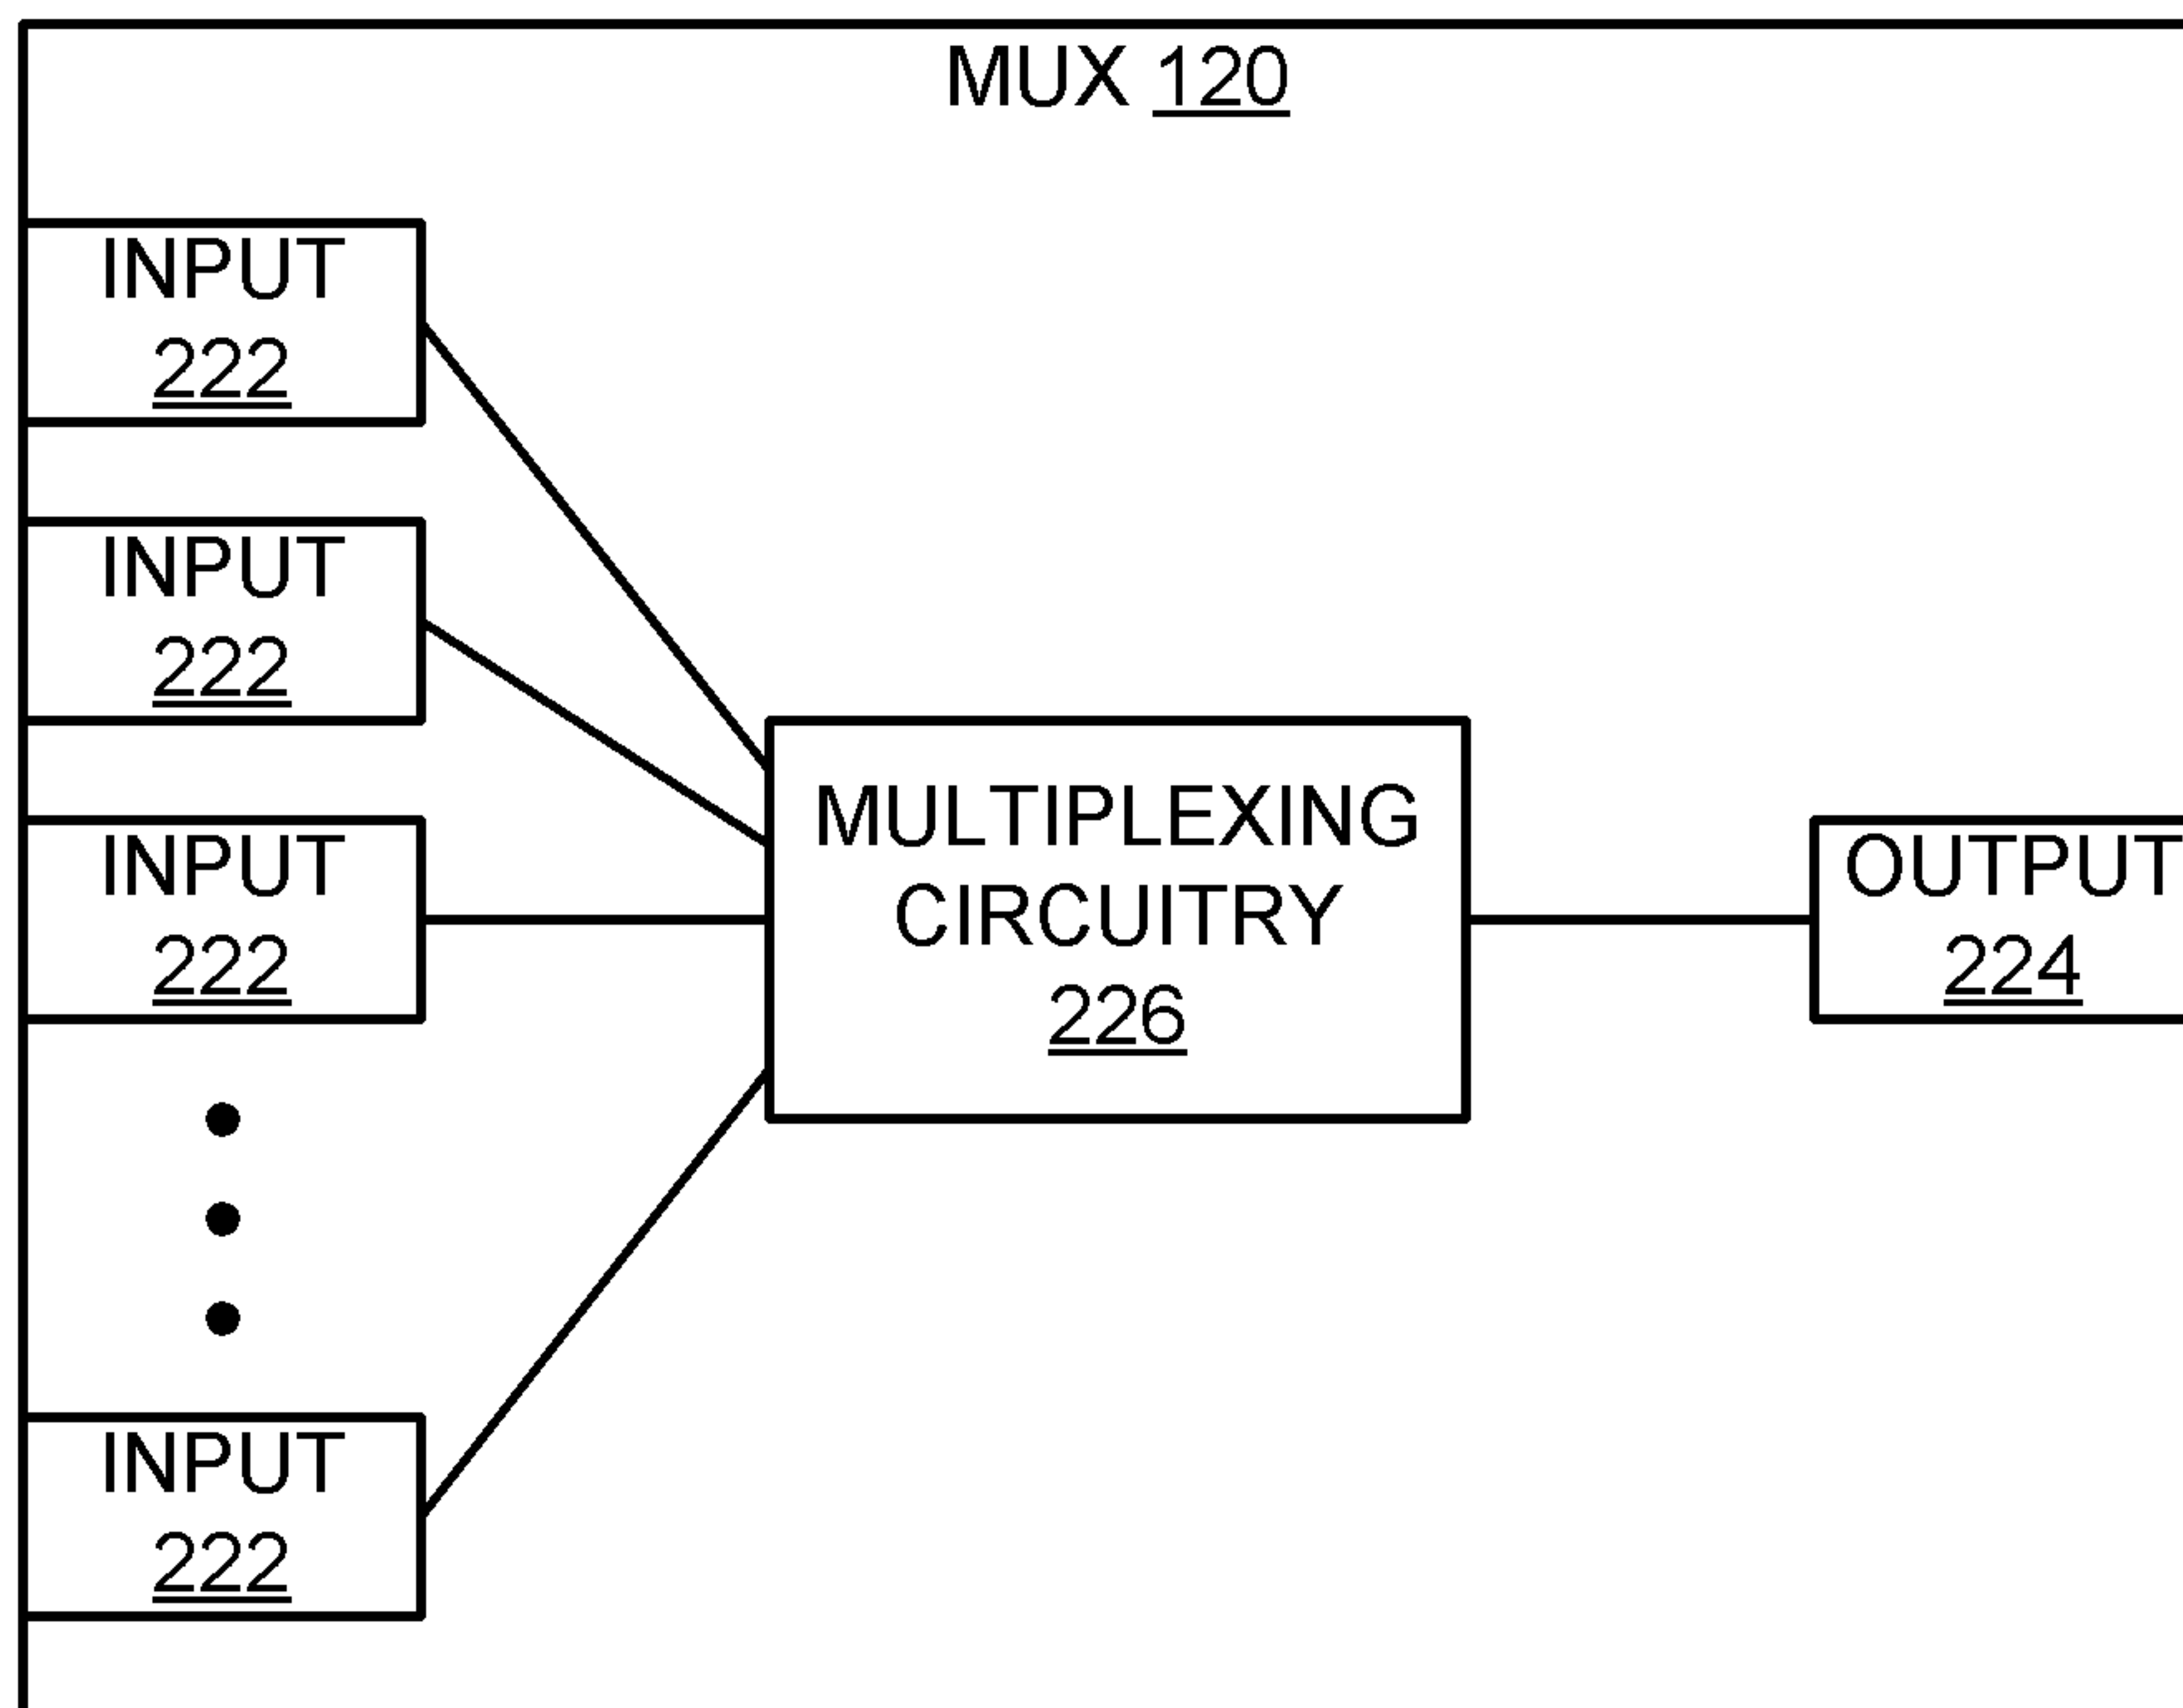 MUX 120
INPUT
222
INPUT
222
INPUT
222
INPUT
222
MULTIPLEXING
CIRCUITRY
226
OUTPUT
224